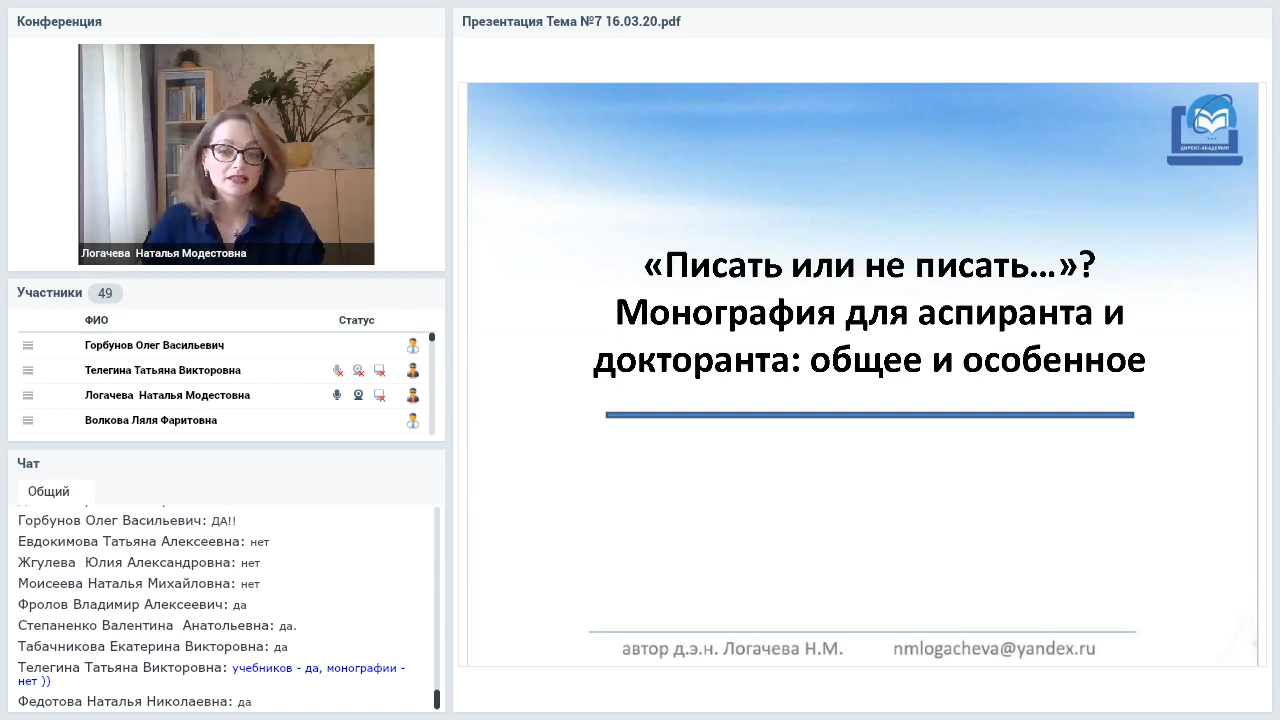 Конференция
Логачева  Наталья Модестовна
Участники 49
ФИО Статус
Горбунов Олег Васильевич
Телегина Татьяна Викторовна
Логачева  Наталья Модестовна
Волкова Ляля Фаритовна
Чат
Общий
Горбунов Олег Васильевич: ДА!!
Евдокимова Татьяна Алексеевна: нет
Жгулева  Юлия Александровна: нет
Моисеева Наталья Михайловна: нет
Фролов Владимир Алексеевич: да
Степаненко Валентина  Анатольевна: да.
Табачникова Екатерина Викторовна: да
Телегина Татьяна Викторовна: учебников - да, монографии -
нет ))
Федотова Наталья Николаевна: да
Презентация Тема №7 16.03.20.pdf
ДИРЕКТ-АКАДЕМИЯ
«Писать или не писать...»?
Монография для аспиранта и
докторанта: общее и особенное
автор д.э.н. Логачева Н.М. nmlogacheva@yandex.ru